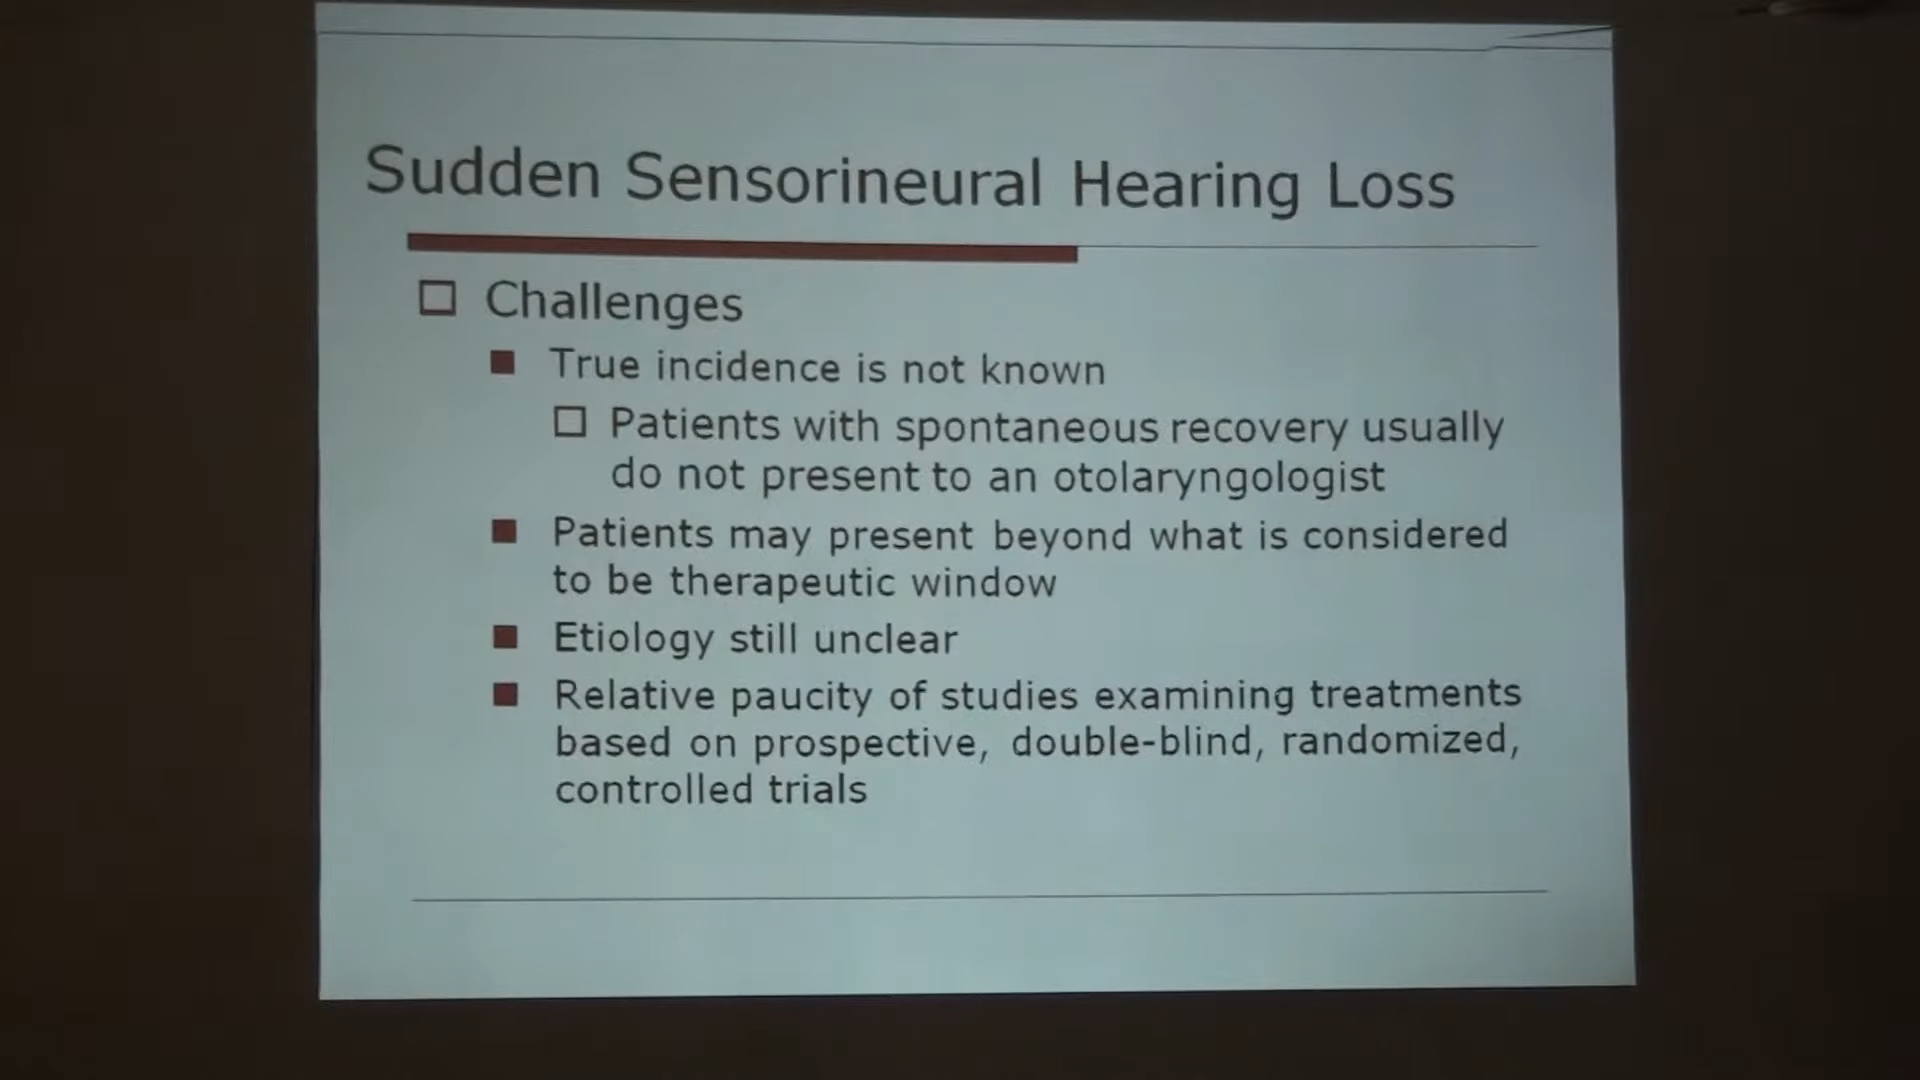 Sudden Sensorineural Hearing Loss
Challenges
True incidence is not known
Patients with spontaneous recovery usually
do not present to an otolaryngologist
Patients may present beyond what is considered
to be therapeutic window
Etiology still unclear
Relative paucity of studies examining treatments
based on prospective, double-blind, randomized,
controlled trials